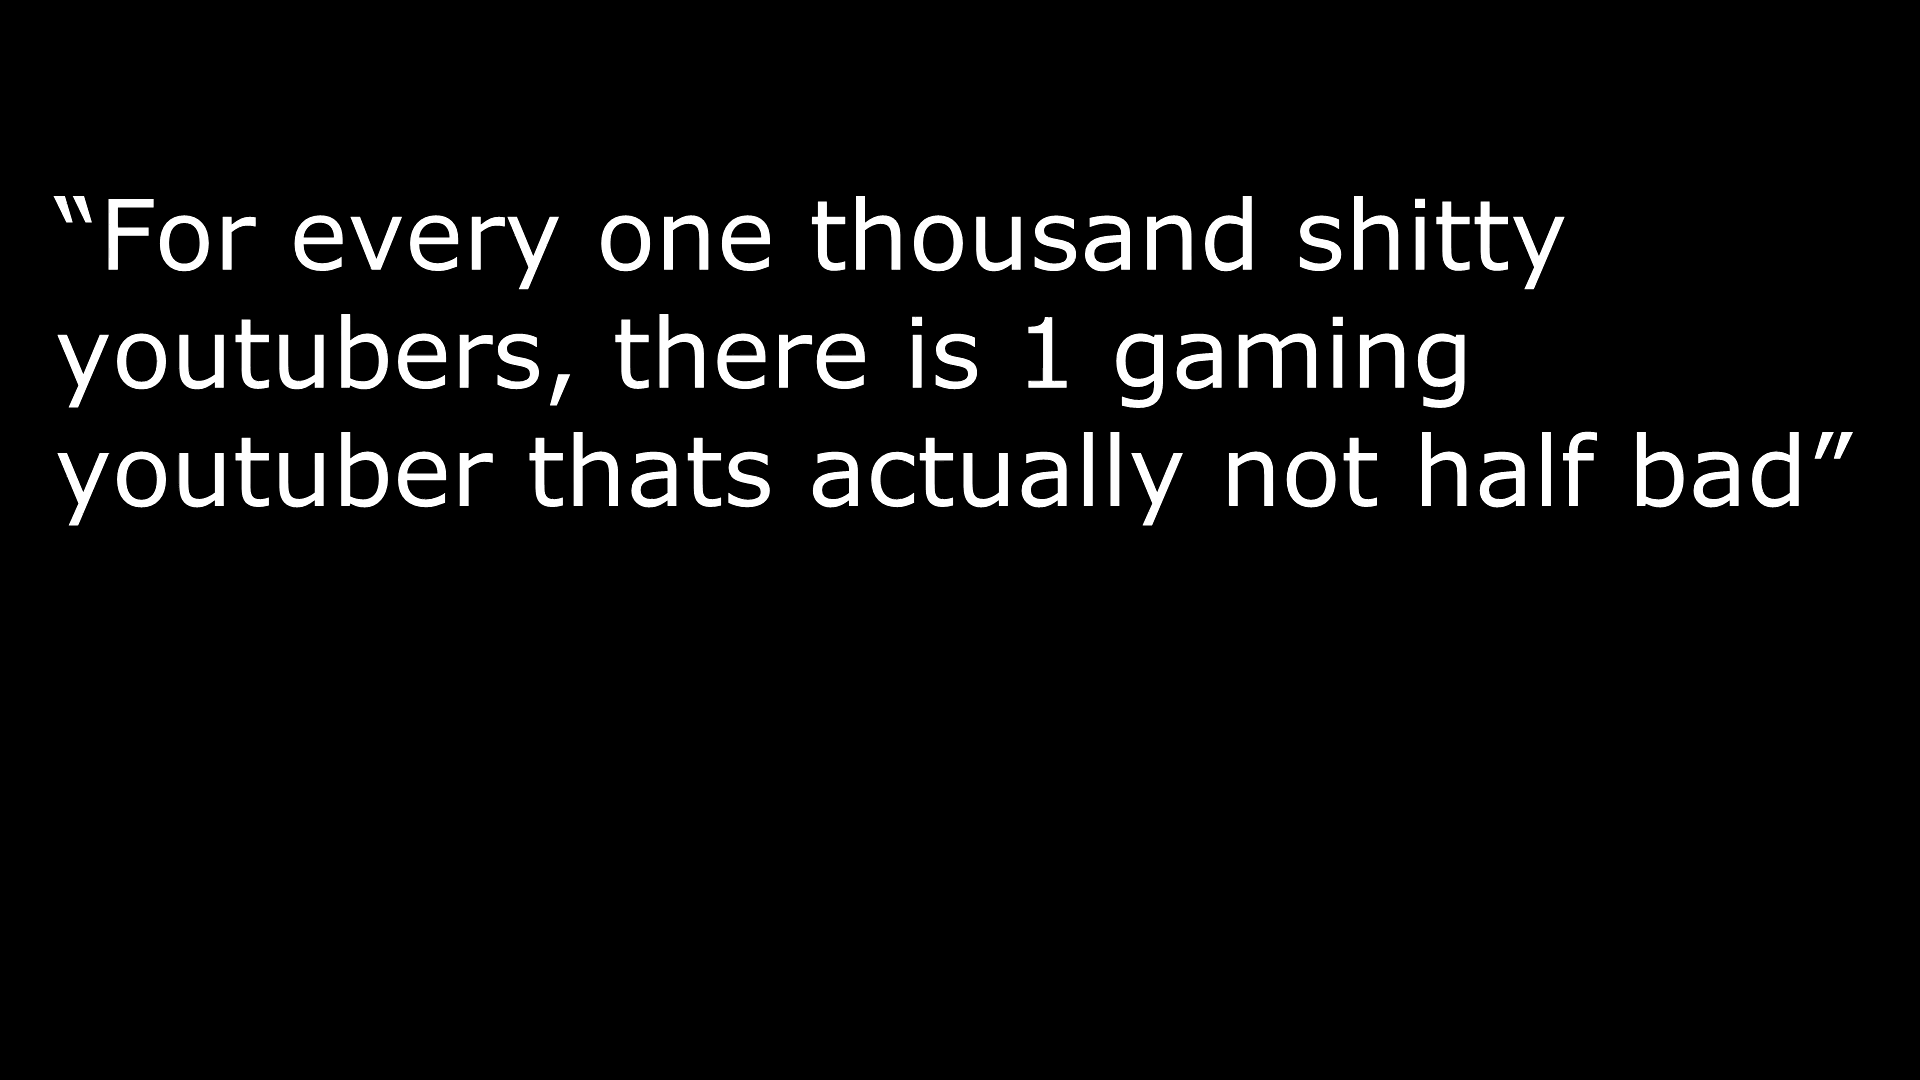 “For every one thousand shitty
youtubers, there is 1 gaming
youtuber thats actually not half bad”